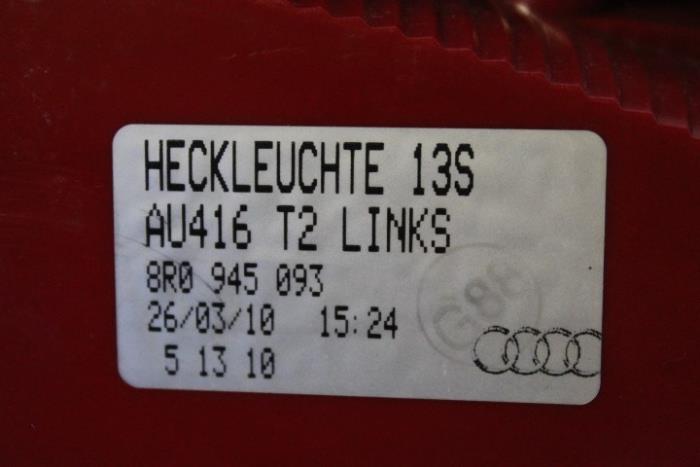 HECKLEUCHTE 13S
AU416 T2 LINKS
8R0 945 093
26/03/10 15:24
5 13 10